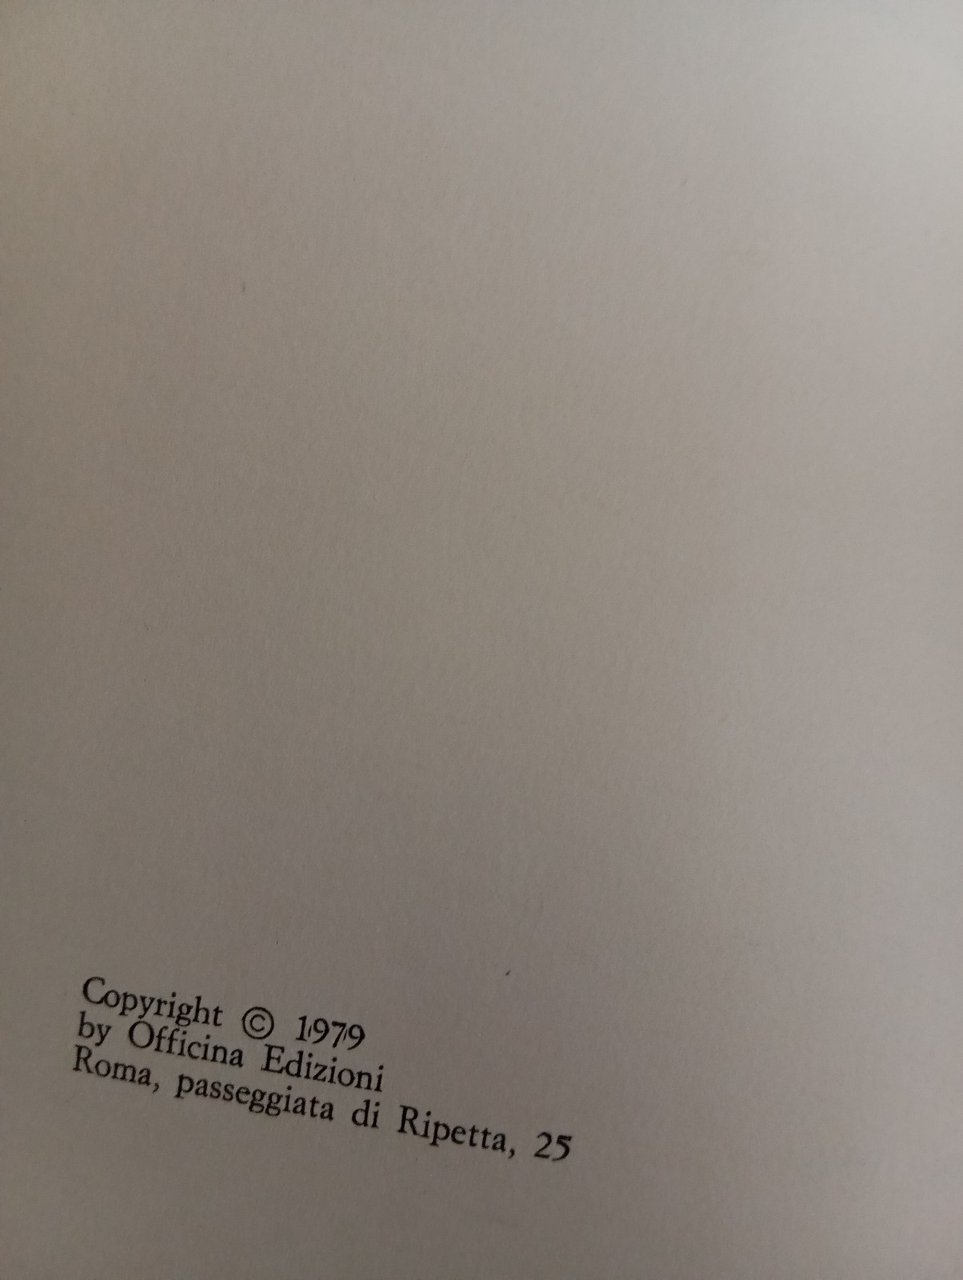 Copyright © 1979
by Officina Edizioni
Roma, passeggiata di Ripetta, 25